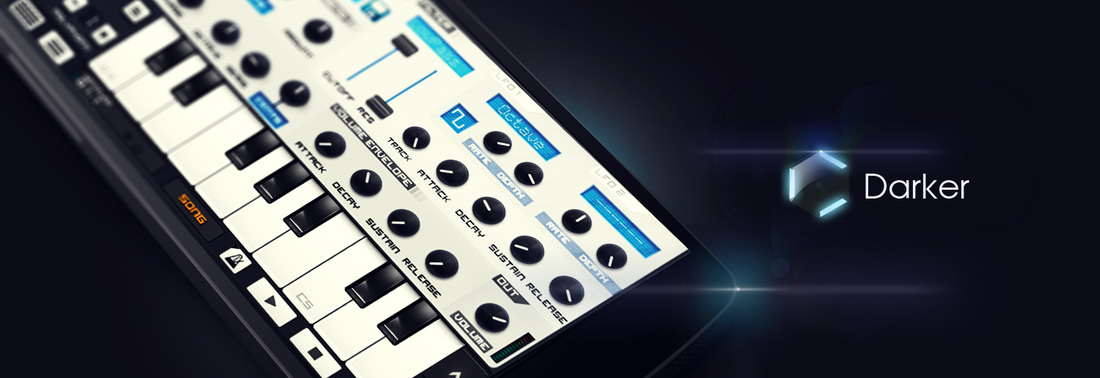 Darker
LFO 1
Octave
RATE
DEPTH
LFO 2
RATE
DEPTH
CUTOFF
RES
TRACK
VOLUME ENVELOPE
ATTACK
DECAY
SUSTAIN
RELEASE
ATTACK
DECAY
SUSTAIN
RELEASE
OUT
VOLUME
SONG
C5